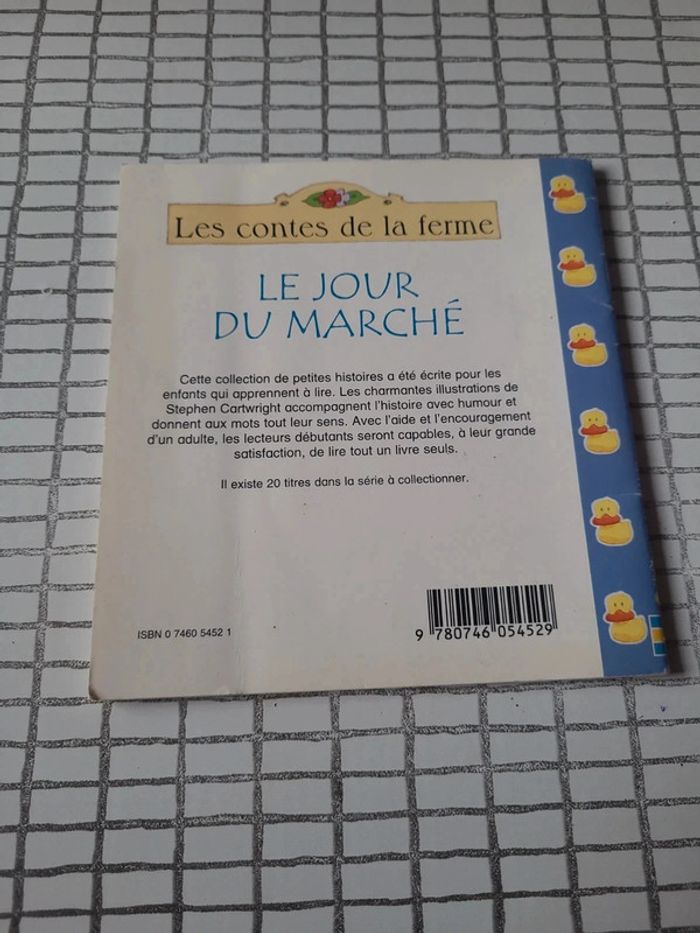 Les contes de la ferme
LE JOUR
DU MARCHÉ
Cette collection de petites histoires a été écrite pour les
enfants qui apprennent à lire. Les charmantes illustrations de
Stephen Cartwright accompagnent l'histoire avec humour et
donnent aux mots tout leur sens. Avec l'aide et l'encouragement
d'un adulte, les lecteurs débutants seront capables, à leur grande
satisfaction, de lire tout un livre seuls.
Il existe 20 titres dans la série à collectionner.
ISBN 0 7460 5452 1
9 780746 054529